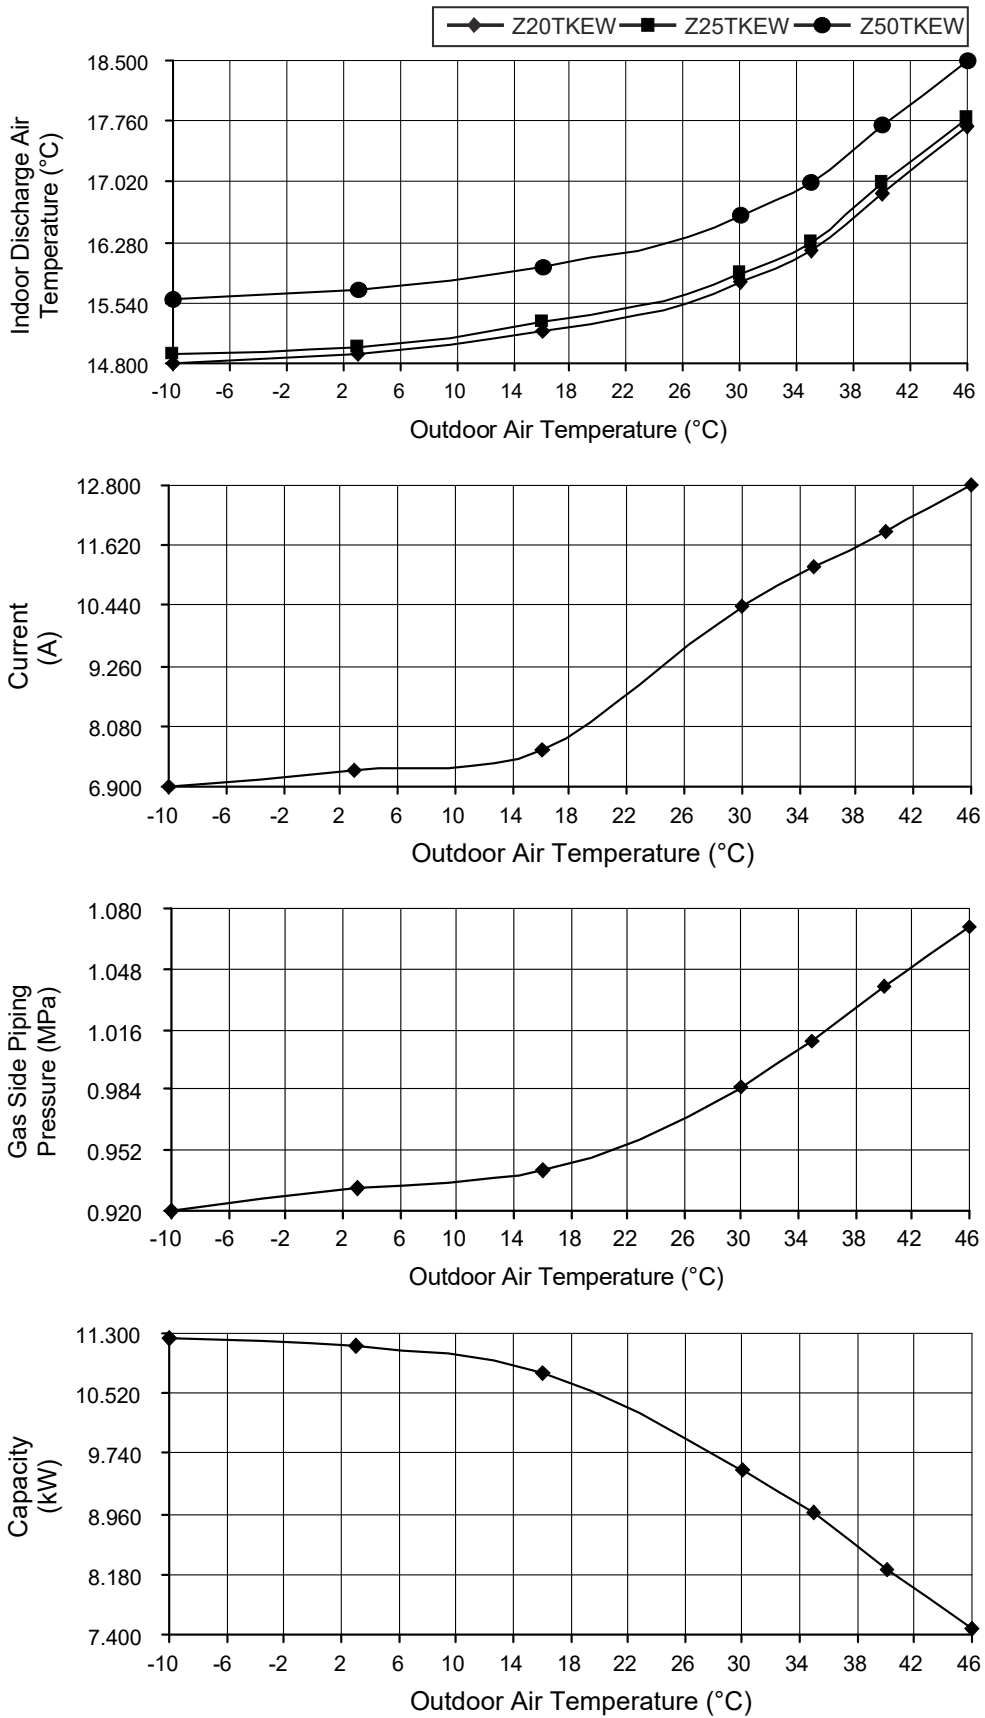 Z20TKEW Z25TKEW Z50TKEW
Indoor Discharge Air
Temperature (°C)
18.500
17.760
17.020
16.280
15.540
14.800
-10 -6 -2 2 6 10 14 18 22 26 30 34 38 42 46
Outdoor Air Temperature (°C)
Current
(A)
12.800
11.620
10.440
9.260
8.080
6.900
-10 -6 -2 2 6 10 14 18 22 26 30 34 38 42 46
Outdoor Air Temperature (°C)
Gas Side Piping
Pressure (MPa)
1.080
1.048
1.016
0.984
0.952
0.920
-10 -6 -2 2 6 10 14 18 22 26 30 34 38 42 46
Outdoor Air Temperature (°C)
Capacity
(kW)
11.300
10.520
9.740
8.960
8.180
7.400
-10 -6 -2 2 6 10 14 18 22 26 30 34 38 42 46
Outdoor Air Temperature (°C)